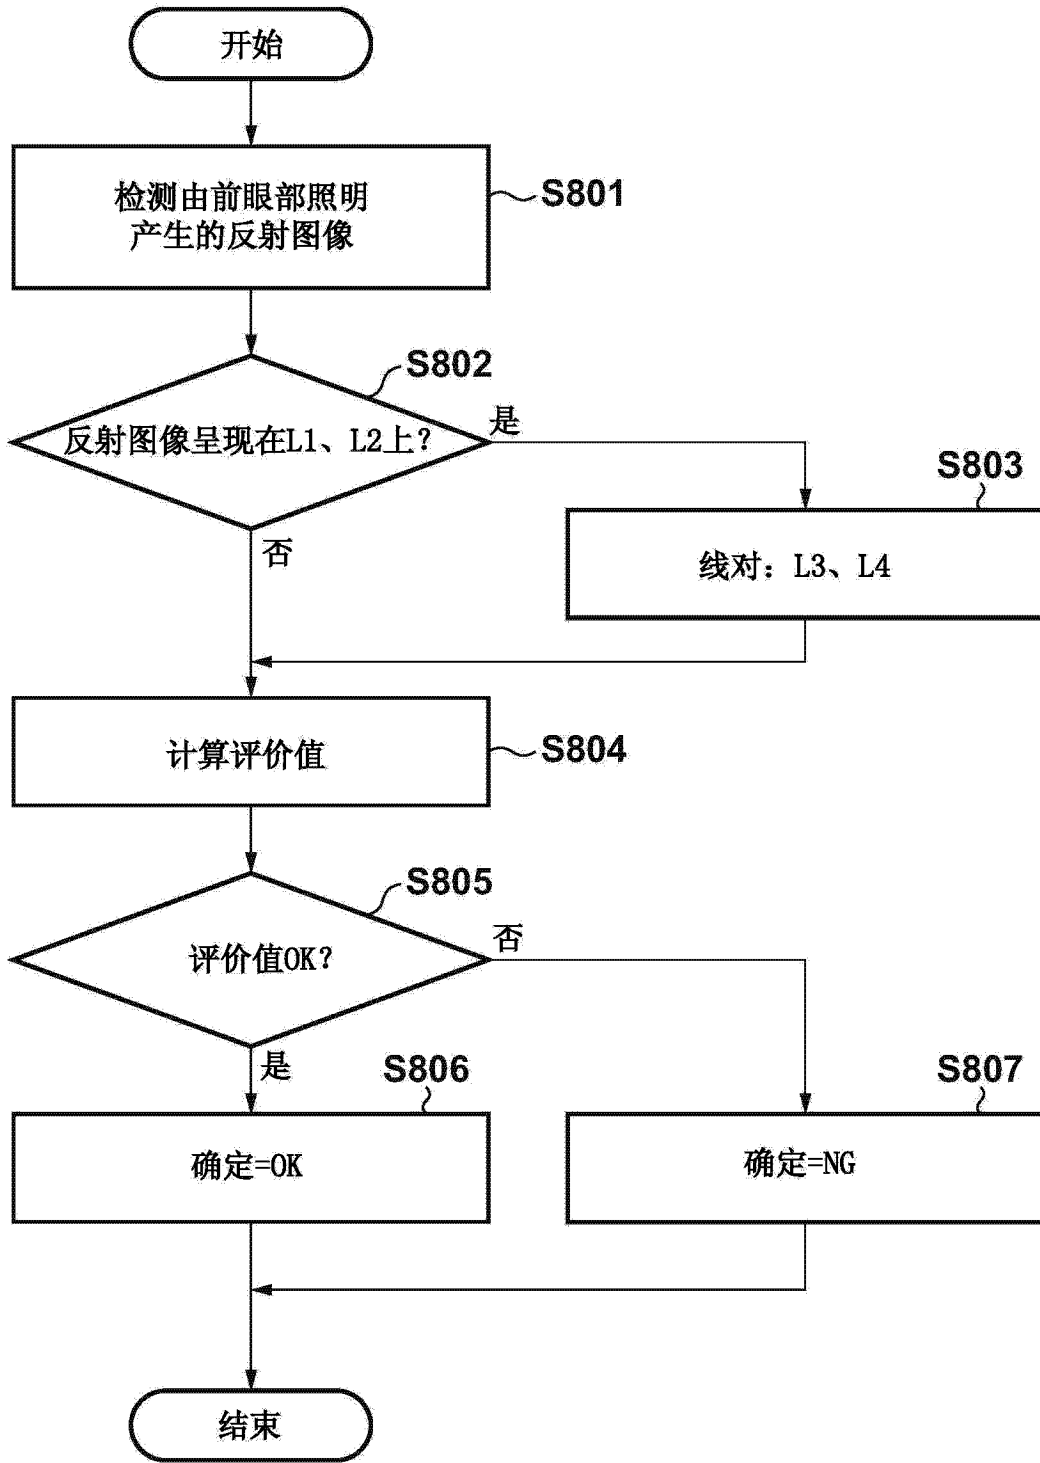 开始
检测由前眼部照明
产生的反射图像
S801
S802
反射图像呈现在L1、L2上？
是
否
S803
线对：L3、L4
计算评价值
S804
S805
评价值OK？
否
是
S806
确定=OK
S807
确定=NG
结束